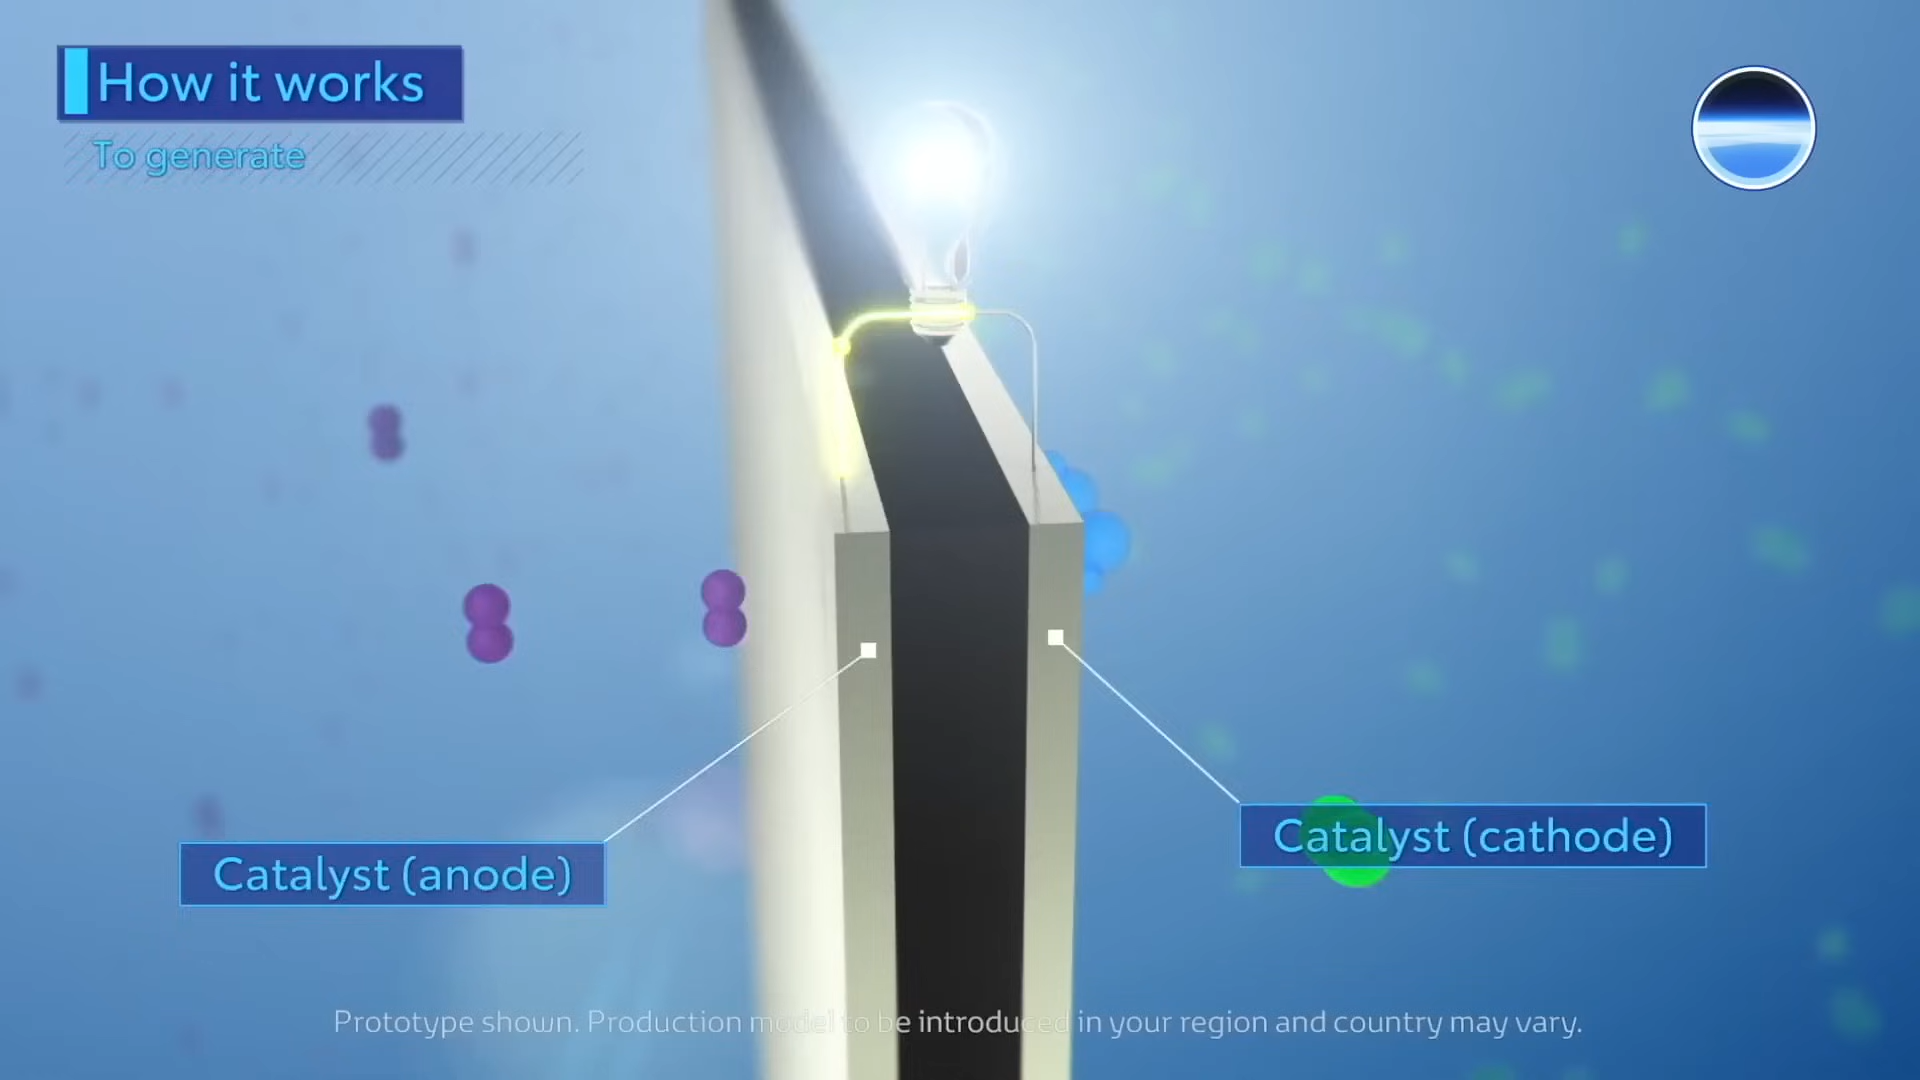 How it works
To generate
Catalyst (cathode)
Catalyst (anode)
Prototype shown. Production model to be introduced in your region and country may vary.